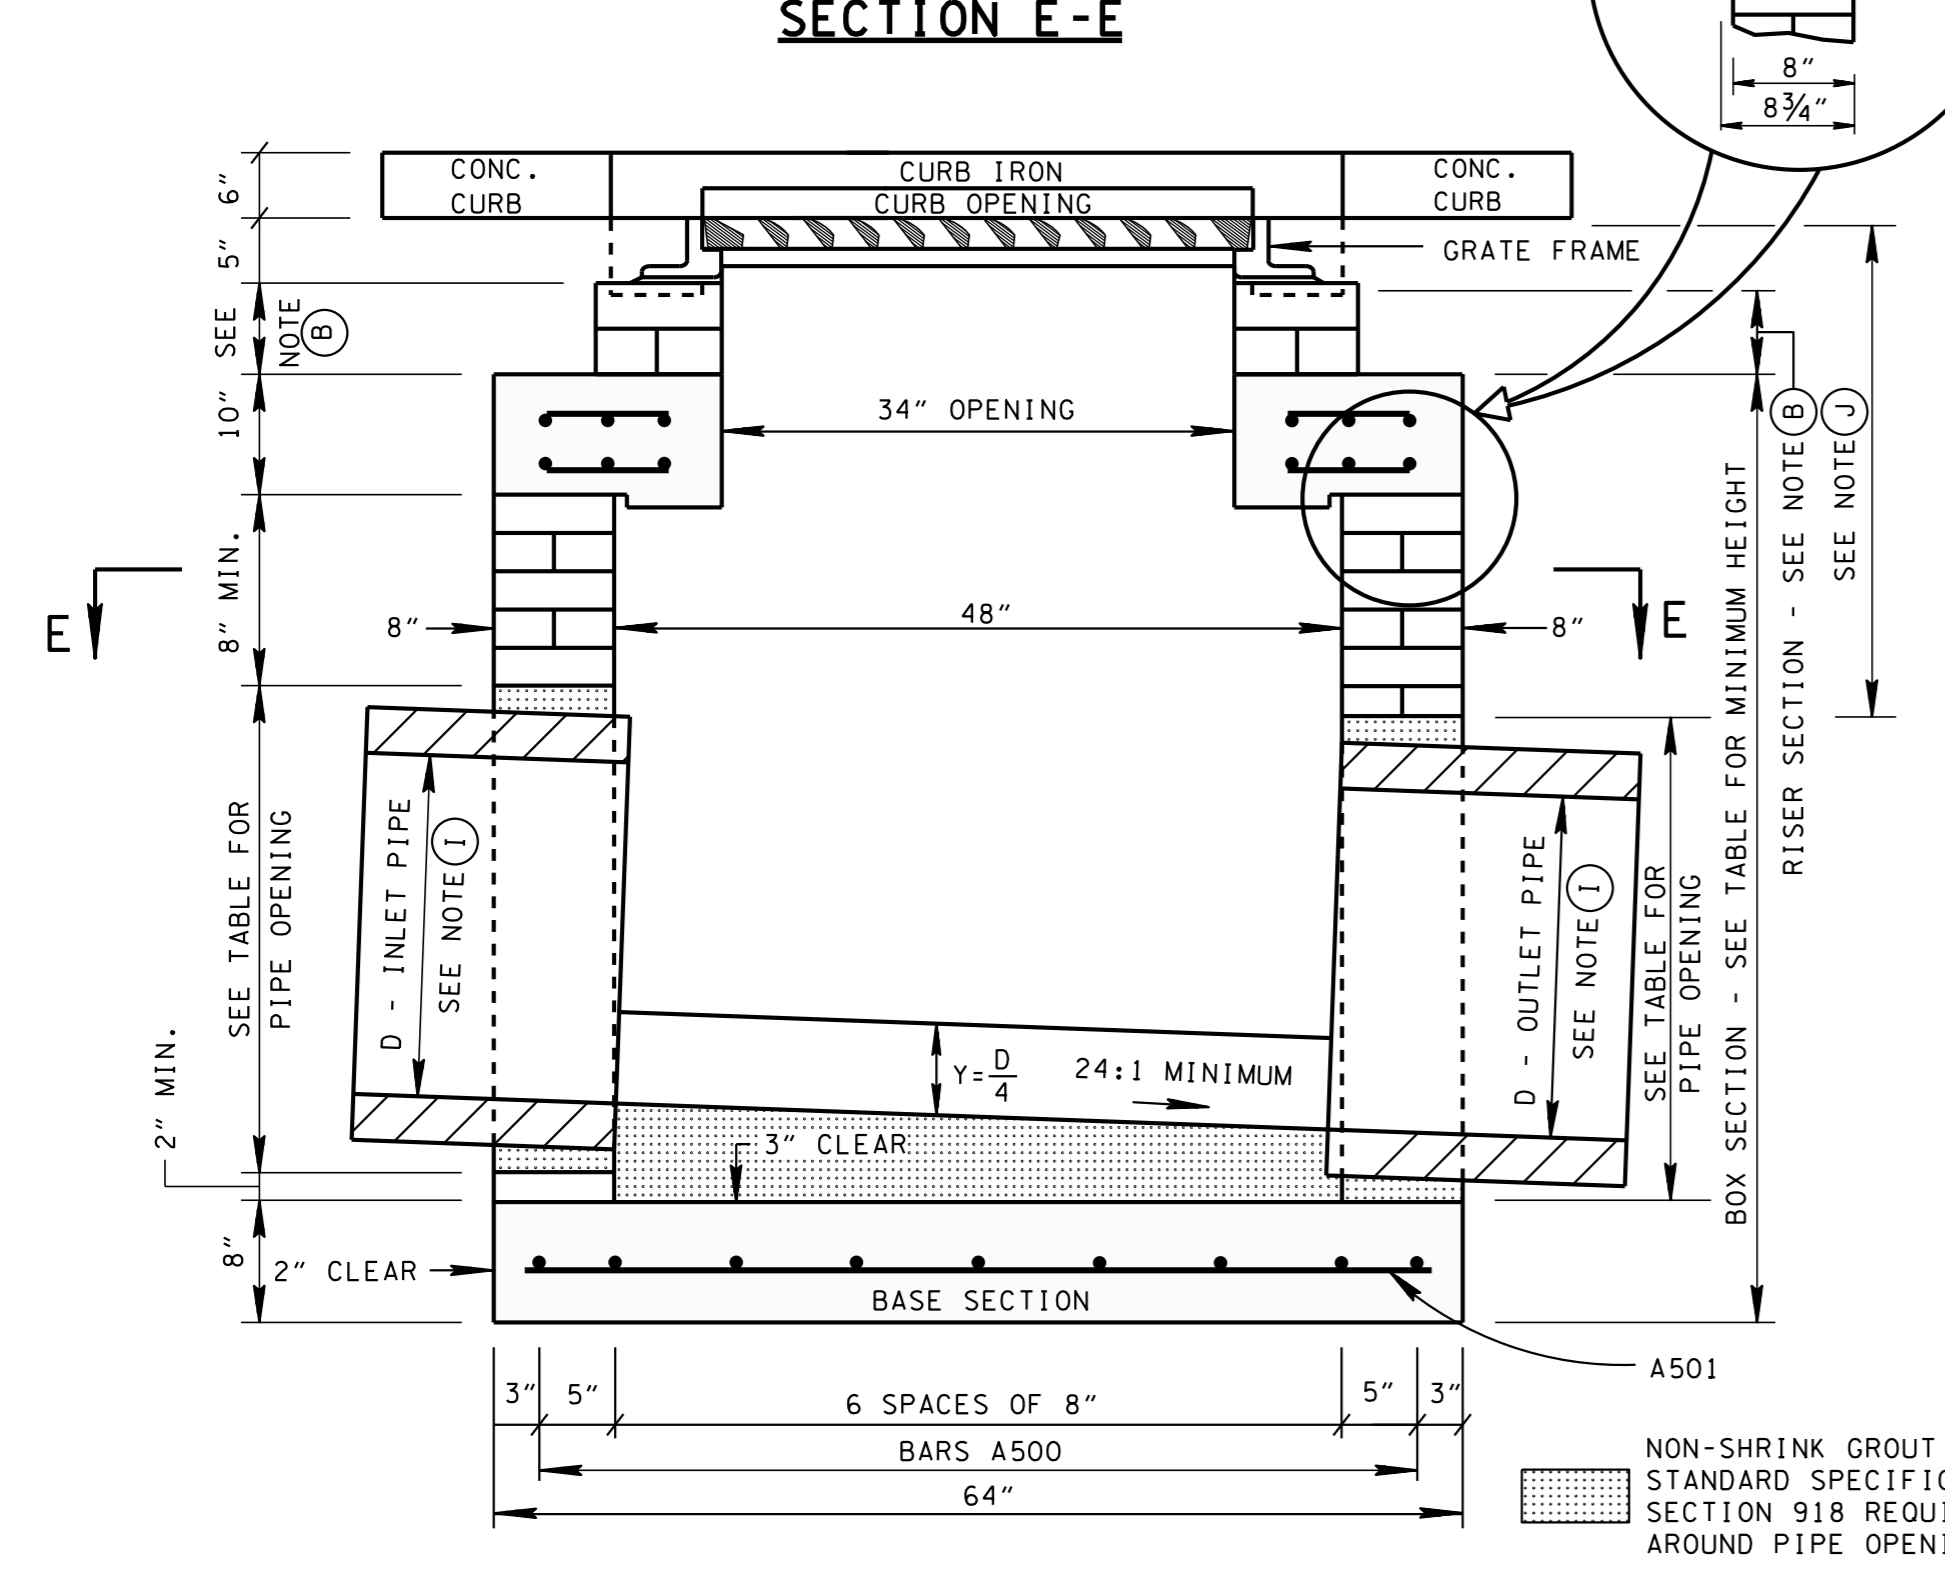 SECTION E-E
8"
8¾"
CONC.
CURB
CURB IRON
CURB OPENING
CONC.
CURB
6"
5"
GRATE FRAME
SEE
NOTE B
10"
34" OPENING
8" MIN.
E
8"
48"
8"
E
SEE TABLE FOR
PIPE OPENING
D - INLET PIPE
SEE NOTE I
D - OUTLET PIPE
SEE NOTE I
SEE TABLE FOR
PIPE OPENING
BOX SECTION - SEE TABLE FOR MINIMUM HEIGHT
RISER SECTION - SEE NOTE B
SEE NOTE J
2" MIN.
Y=D/4
24:1 MINIMUM
3" CLEAR
8"
2" CLEAR
BASE SECTION
A501
3"
5"
6 SPACES OF 8"
5"
3"
BARS A500
64"
NON-SHRINK GROUT
STANDARD SPECIFIC
SECTION 918 REQUI
AROUND PIPE OPENI